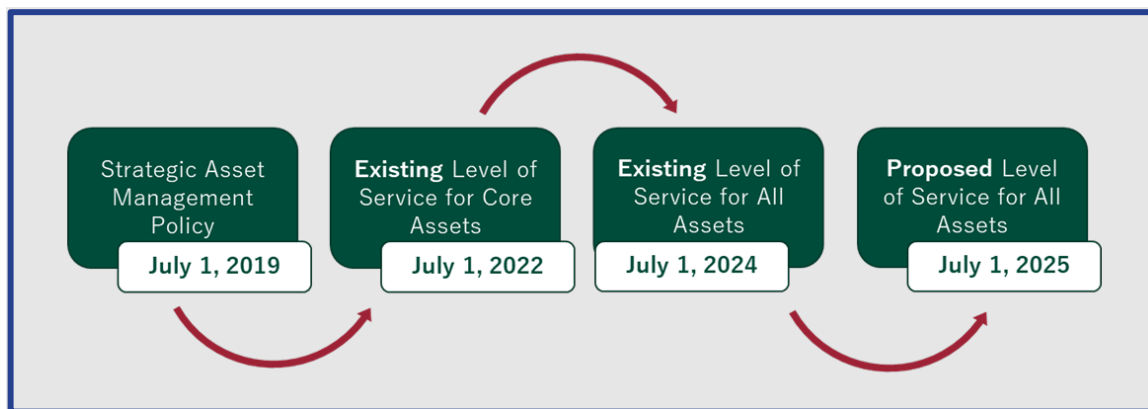 Strategic Asset
Management
Policy
July 1, 2019
Existing Level of
Service for Core
Assets
July 1, 2022
Existing Level of
Service for All
Assets
July 1, 2024
Proposed Level
of Service for All
Assets
July 1, 2025